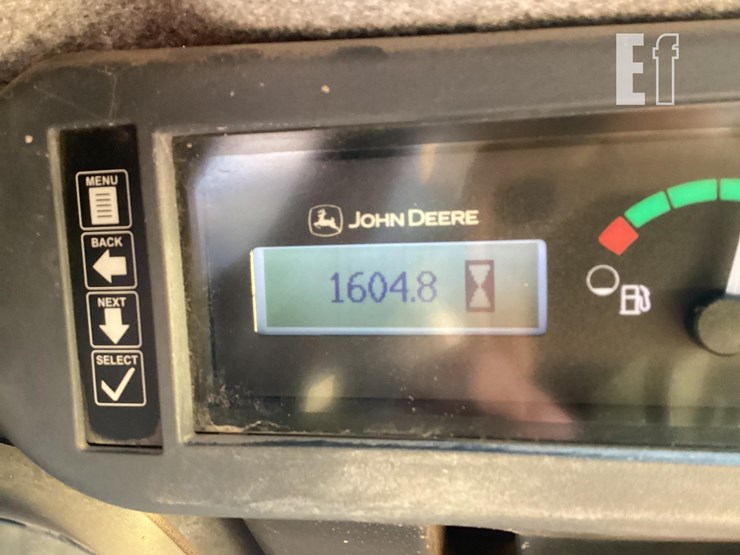 Ef
MENU
JOHN DEERE
BACK
1604.8
NEXT
SELECT